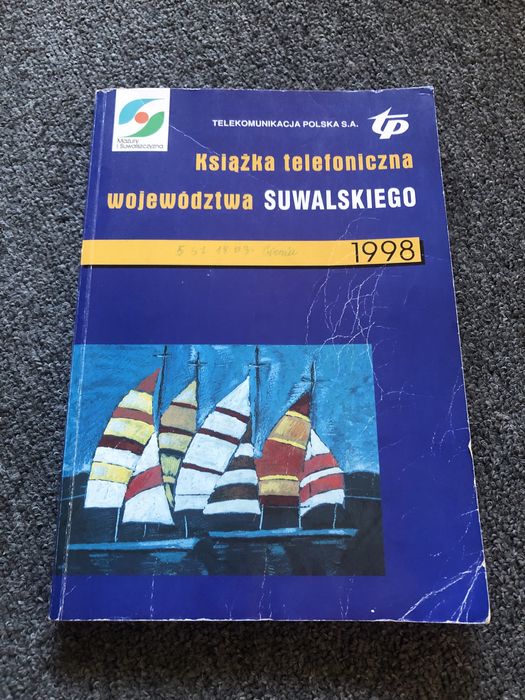 Mazury
i Suwalszczyzna
TELEKOMUNIKACJA POLSKA S.A. tp
Książka telefoniczna
województwa SUWALSKIEGO
1998